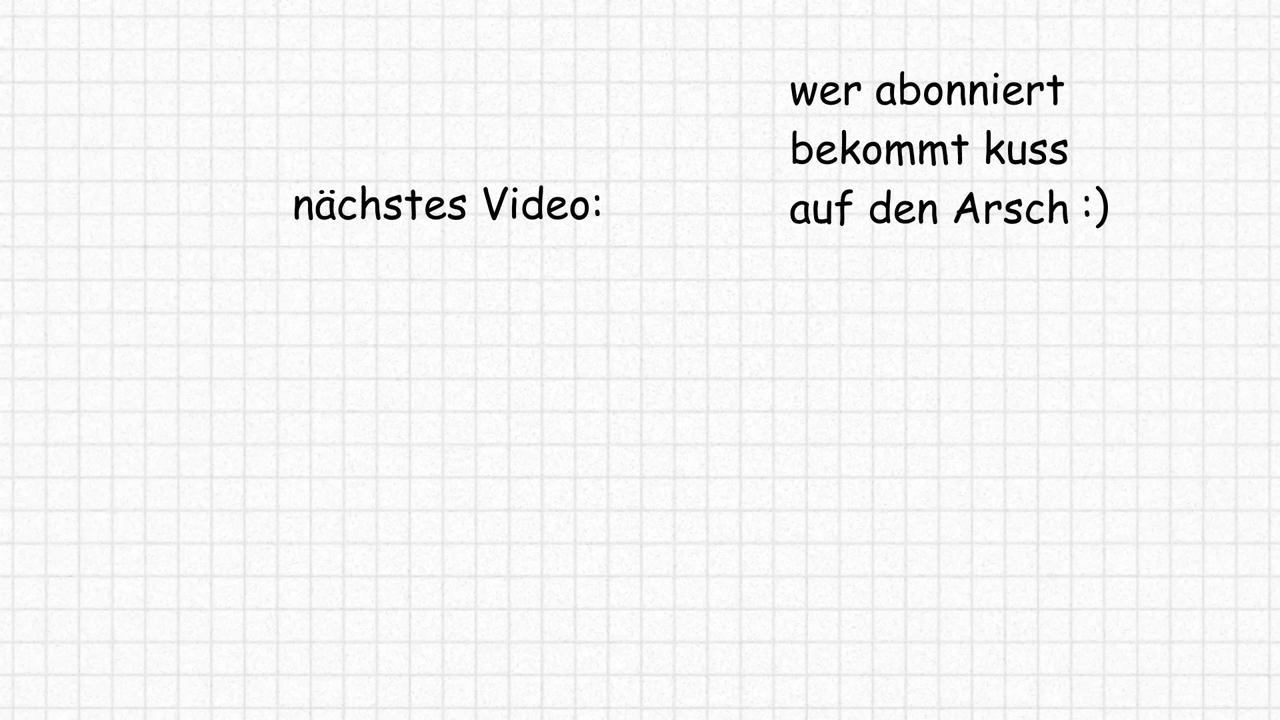 nächstes Video:
wer abonniert
bekommt kuss
auf den Arsch :)